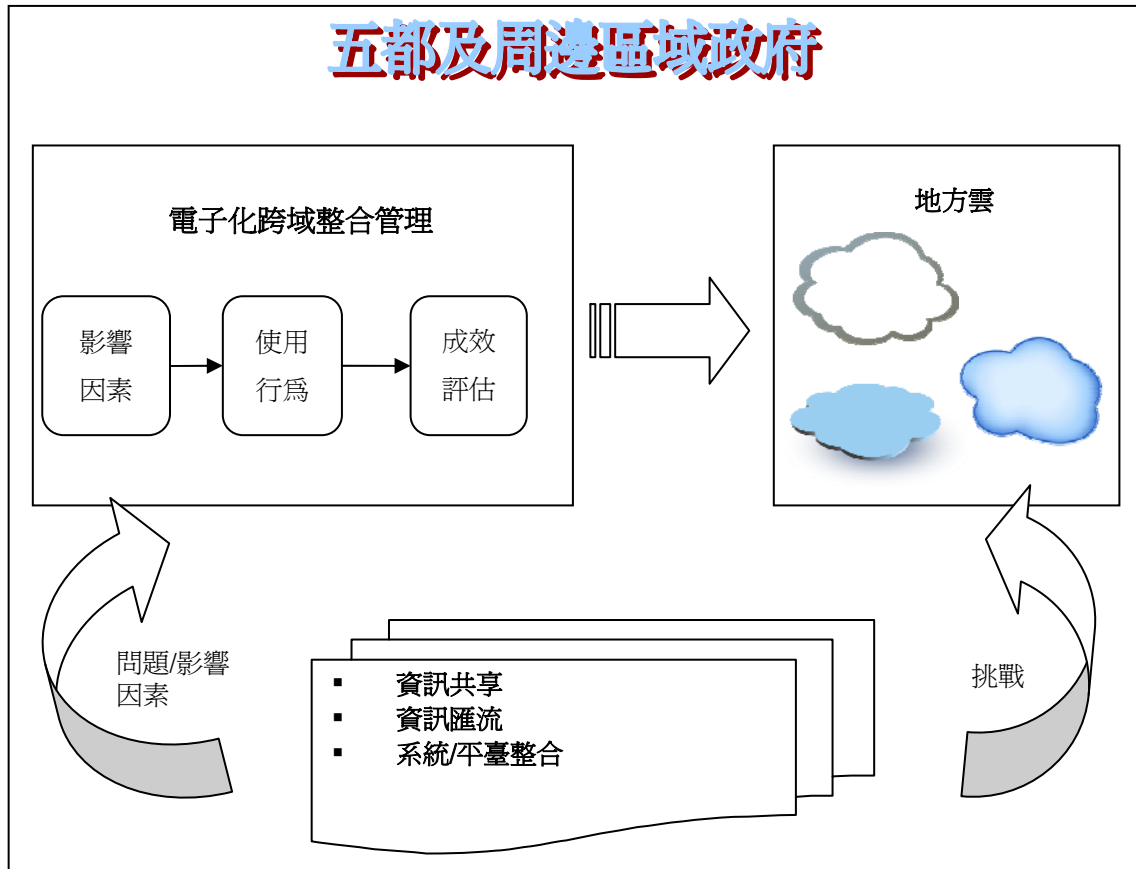 五都及周邊區域政府
電子化跨域整合管理
影響
因素
使用
行為
成效
評估
地方雲
問題/影響
因素
▪ 資訊共享
▪ 資訊匯流
▪ 系統/平臺整合
挑戰